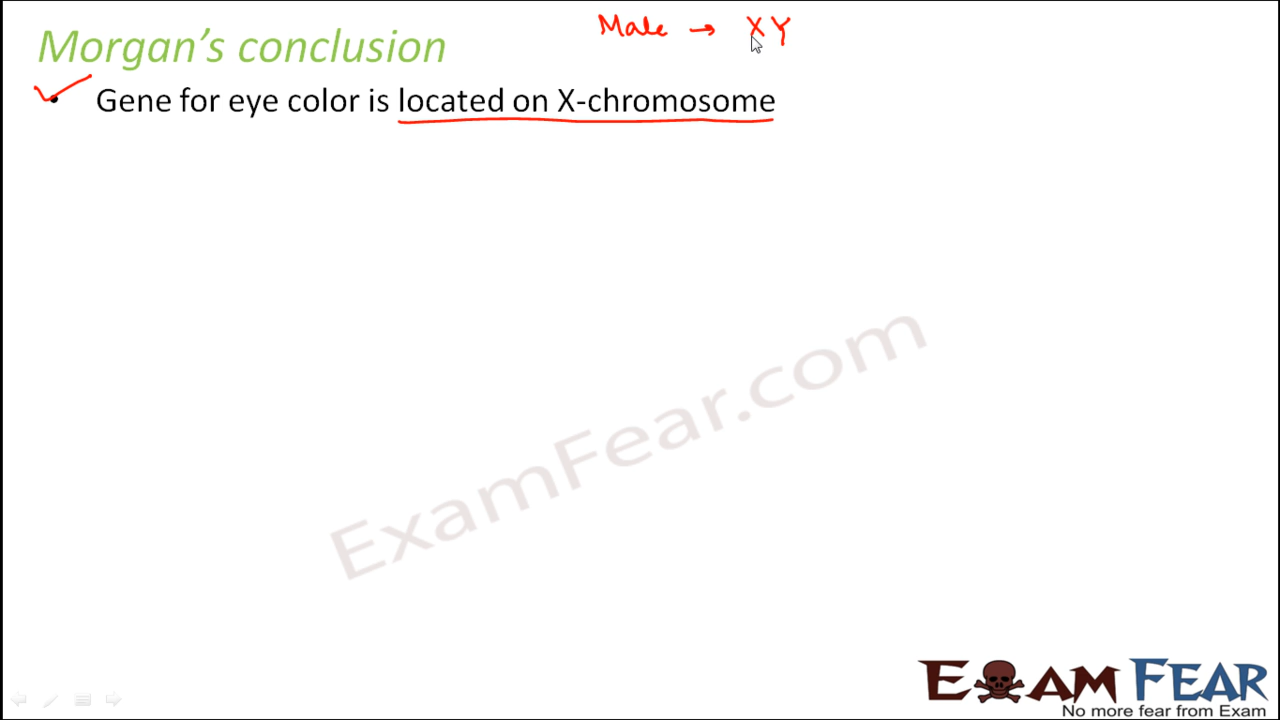 Male → XY
Morgan's conclusion
• Gene for eye color is located on X-chromosome
ExamFear.com
EXAM FEAR
No more fear from Exam